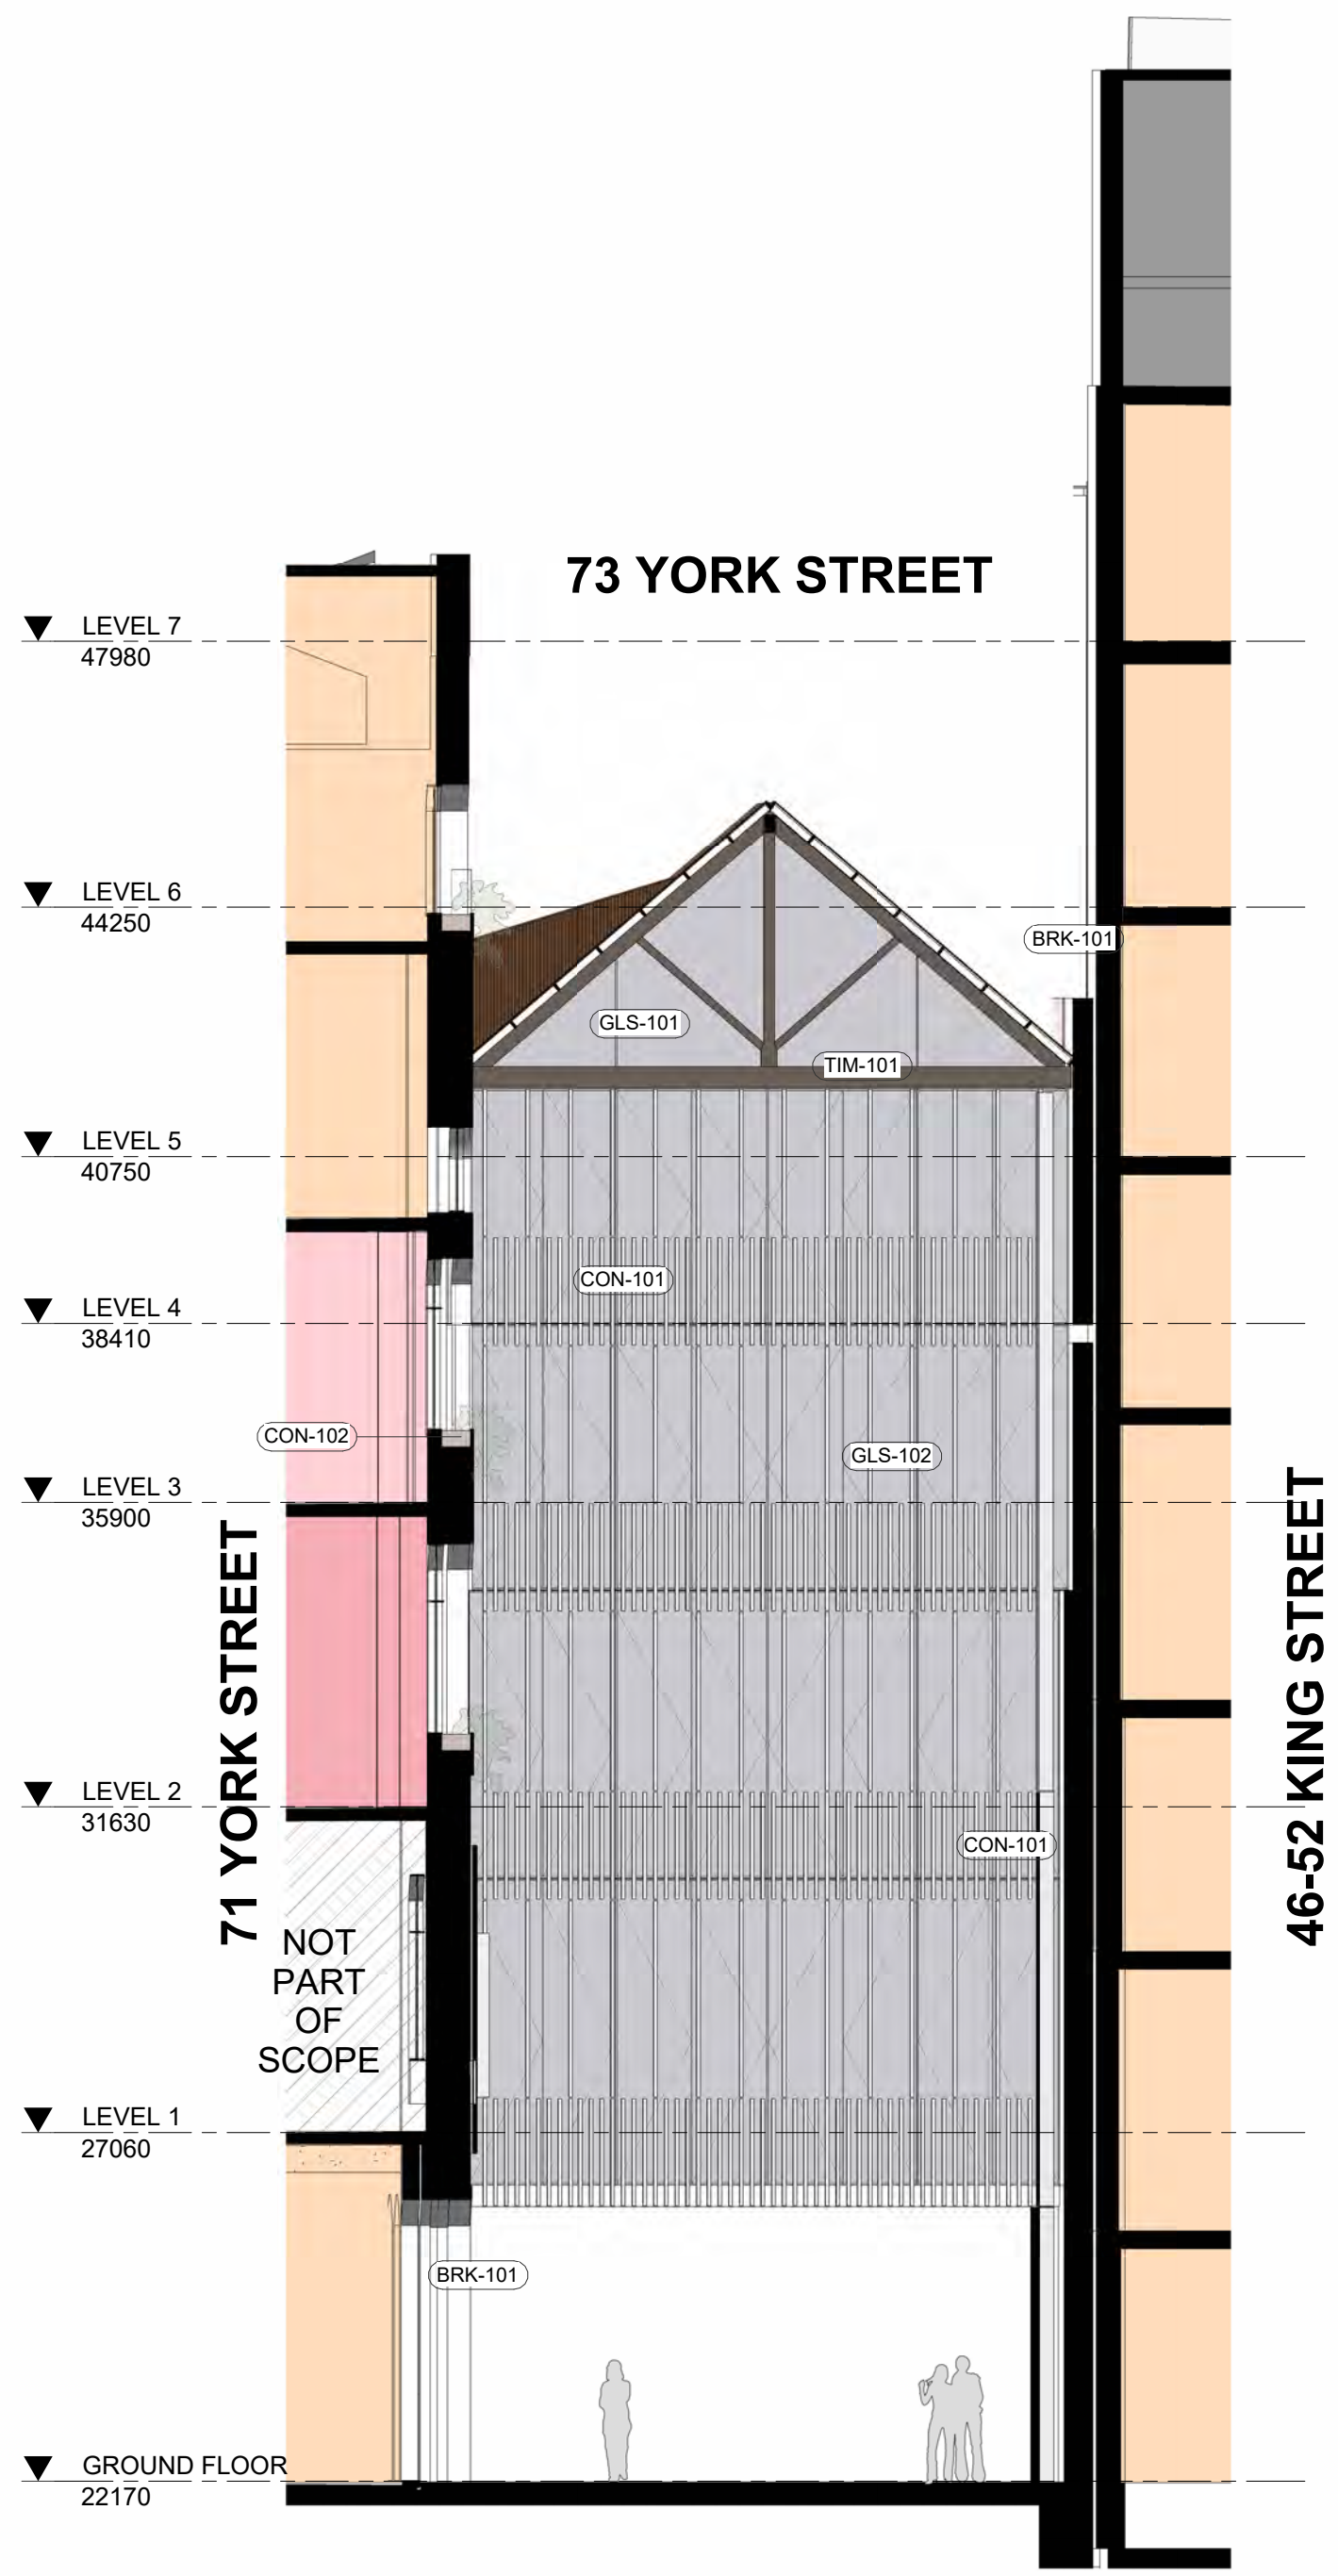 73 YORK STREET
LEVEL 7
47980
LEVEL 6
44250
BRK-101
GLS-101
TIM-101
LEVEL 5
40750
CON-101
LEVEL 4
38410
CON-102
GLS-102
LEVEL 3
35900
71 YORK STREET
46-52 KING STREET
LEVEL 2
31630
CON-101
NOT
PART
OF
SCOPE
LEVEL 1
27060
BRK-101
GROUND FLOOR
22170